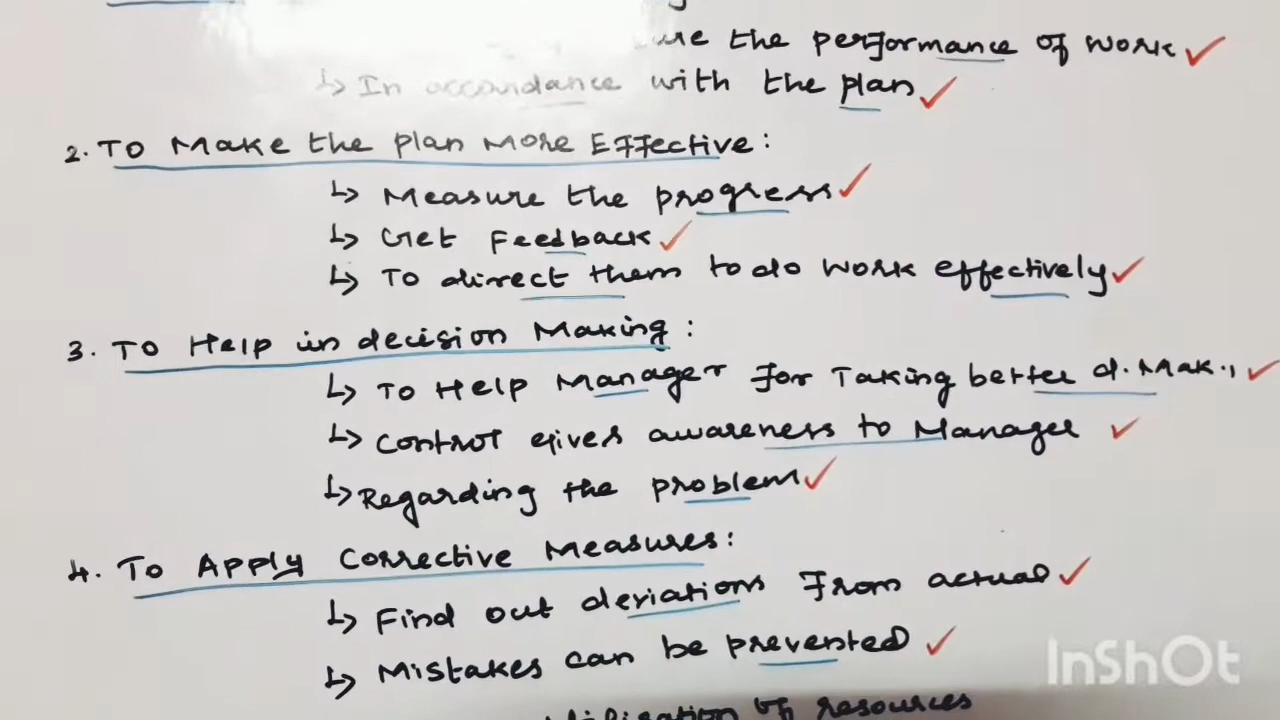 the performance of work
In accordance with the plan
2. To Make the plan More Effective:
↳ Measure the progress
↳ Get Feedback
↳ To direct them to do work effectively
3. To Help in decision Making:
↳ To Help Manager for Taking better d. Mak.,
↳ Control gives awareness to Manager
↳ Regarding the problem
4. To Apply Corrective Measures:
↳ Find out deviations from actual
↳ Mistakes can be prevented
of resources
InShOt